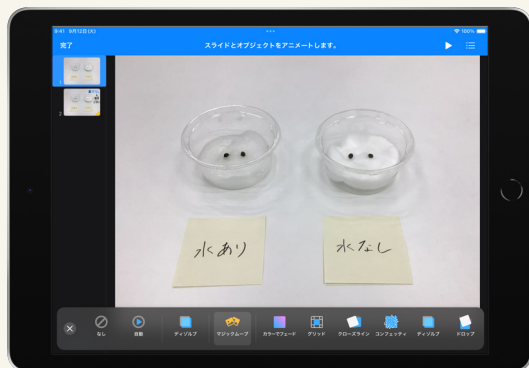 9:41 9月12日(火)
100%
完了
スライドとオブジェクトをアニメートします。
1
2
水あり
水なし
なし
自動
ディゾルブ
マジックムーブ
カラーでフェード
グリッド
クローズライン
コンフェッティ
ディゾルブ
ドロップ